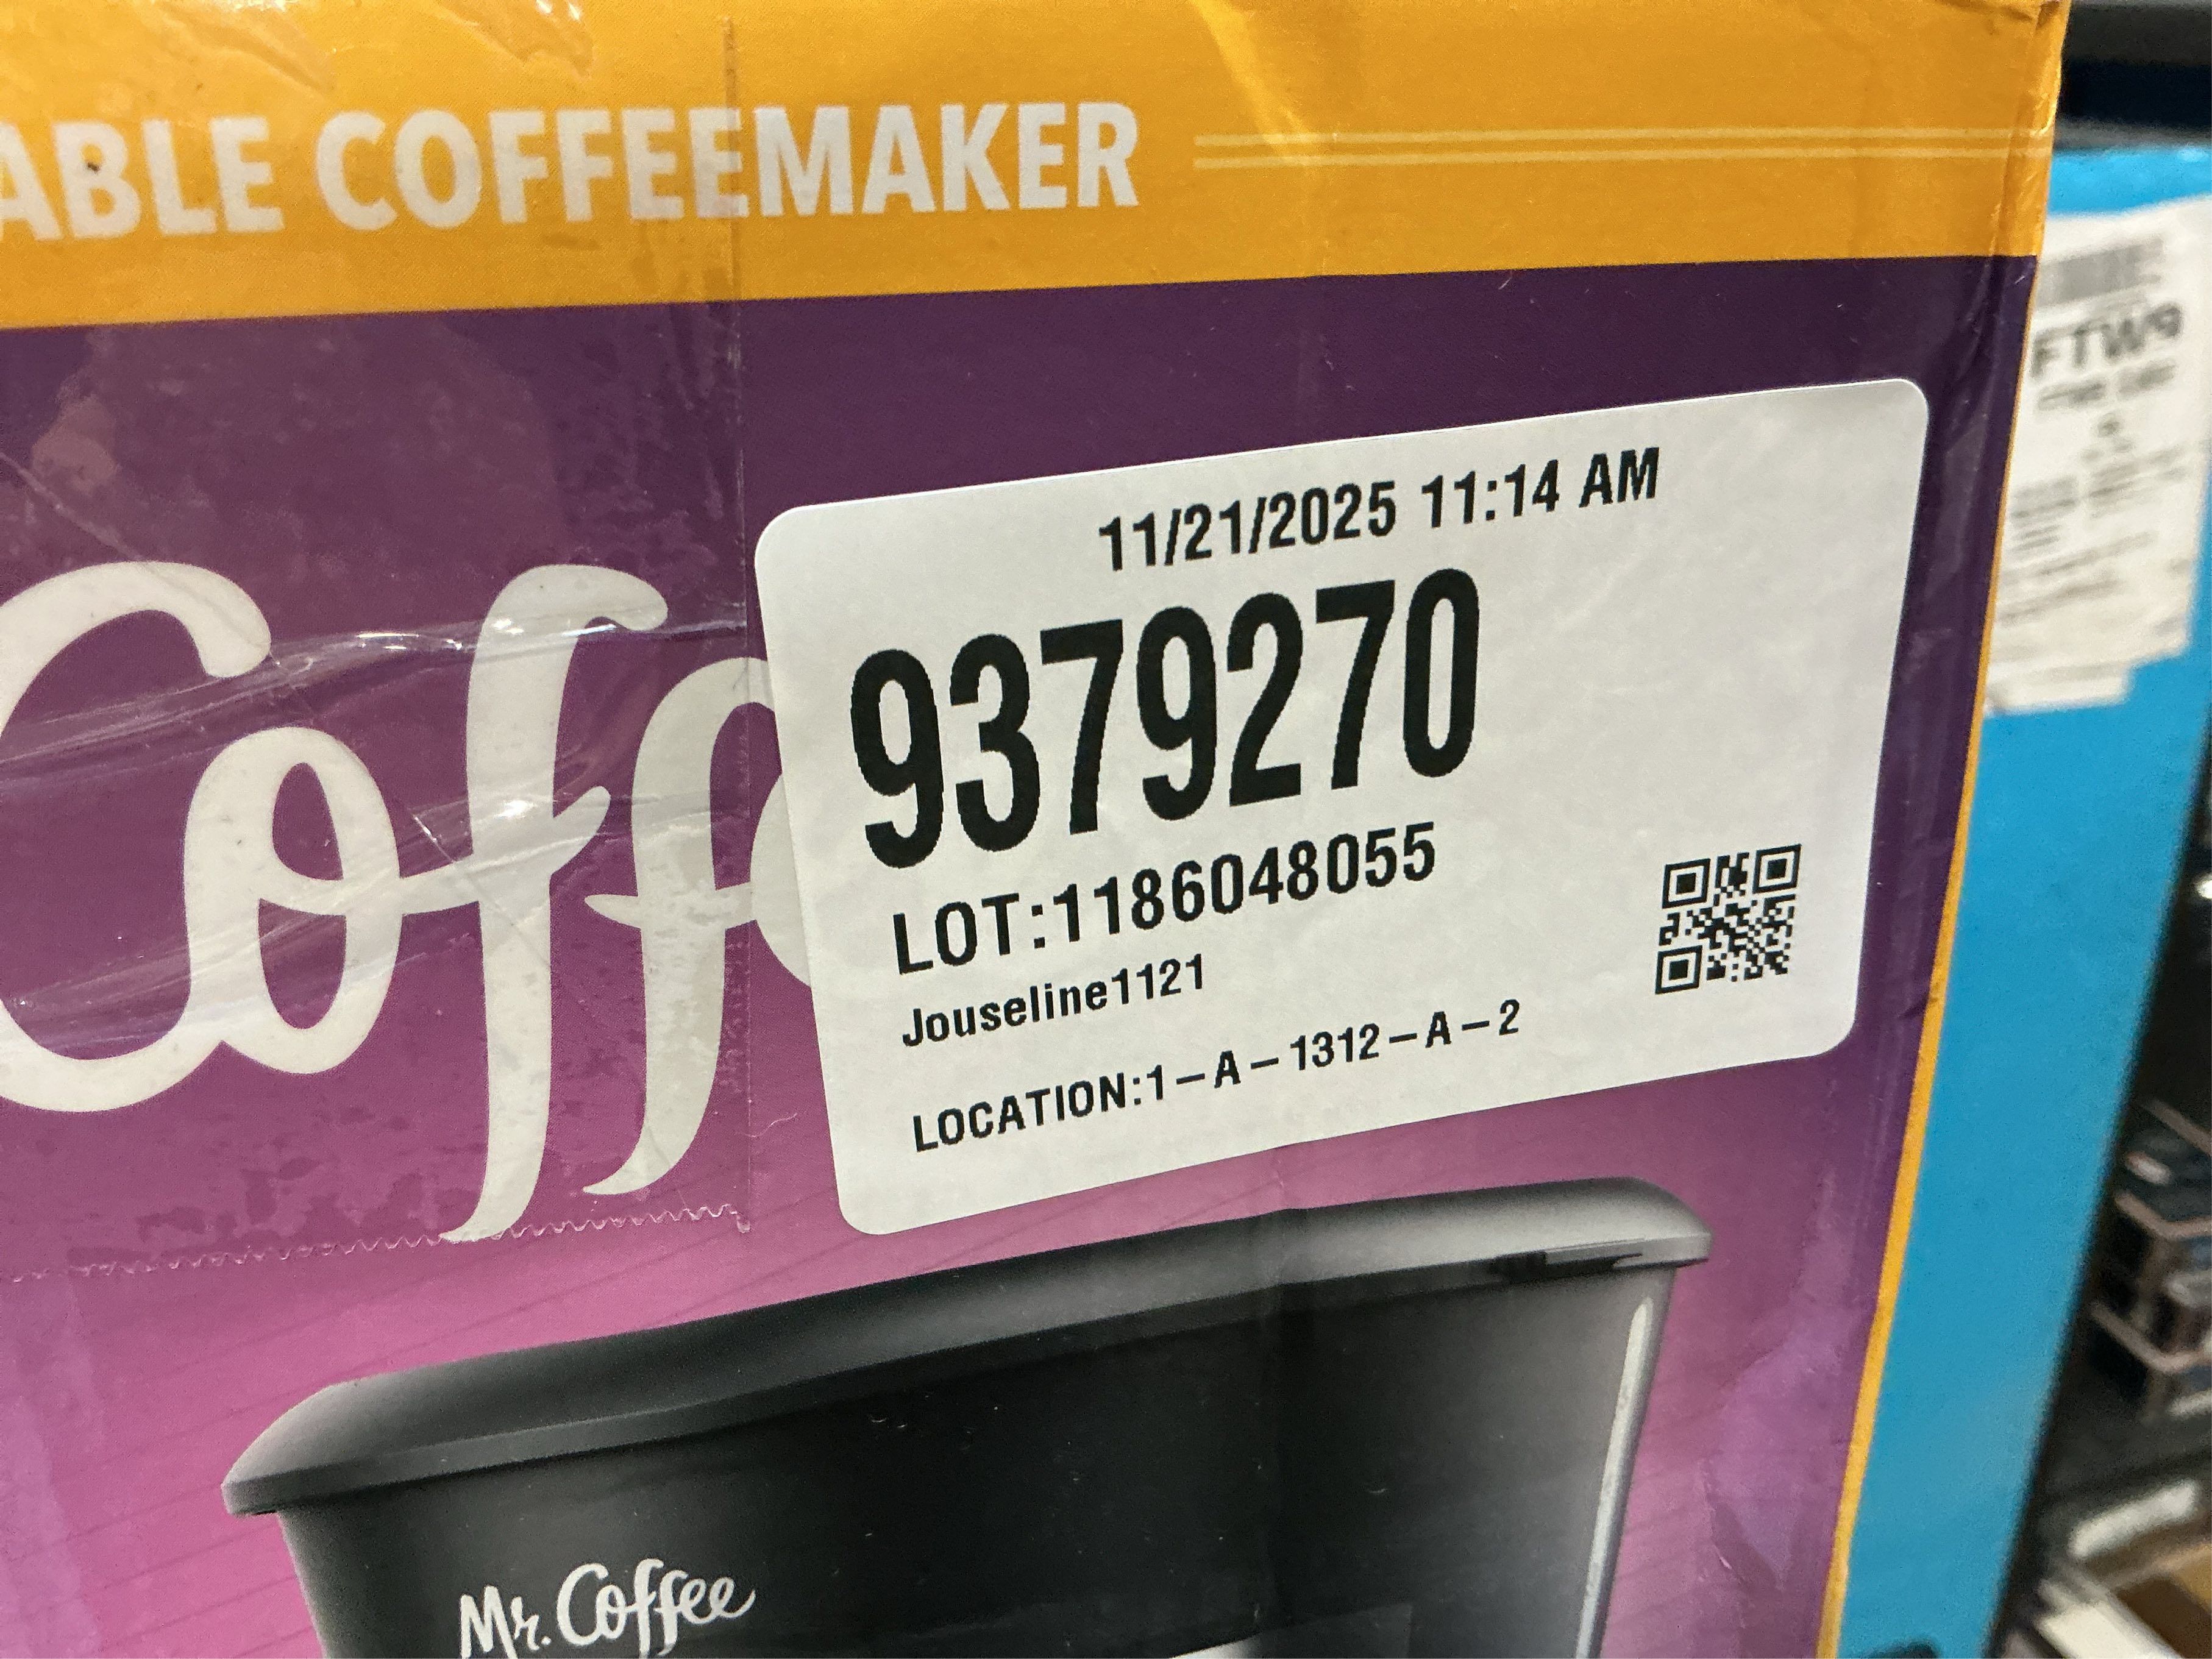 ABLE COFFEEMAKER
Coffe
11/21/2025 11:14 AM
9379270
LOT:1186048055
Jouseline1121
LOCATION:1-A-1312-A-2
Mr. Coffee
FTW9